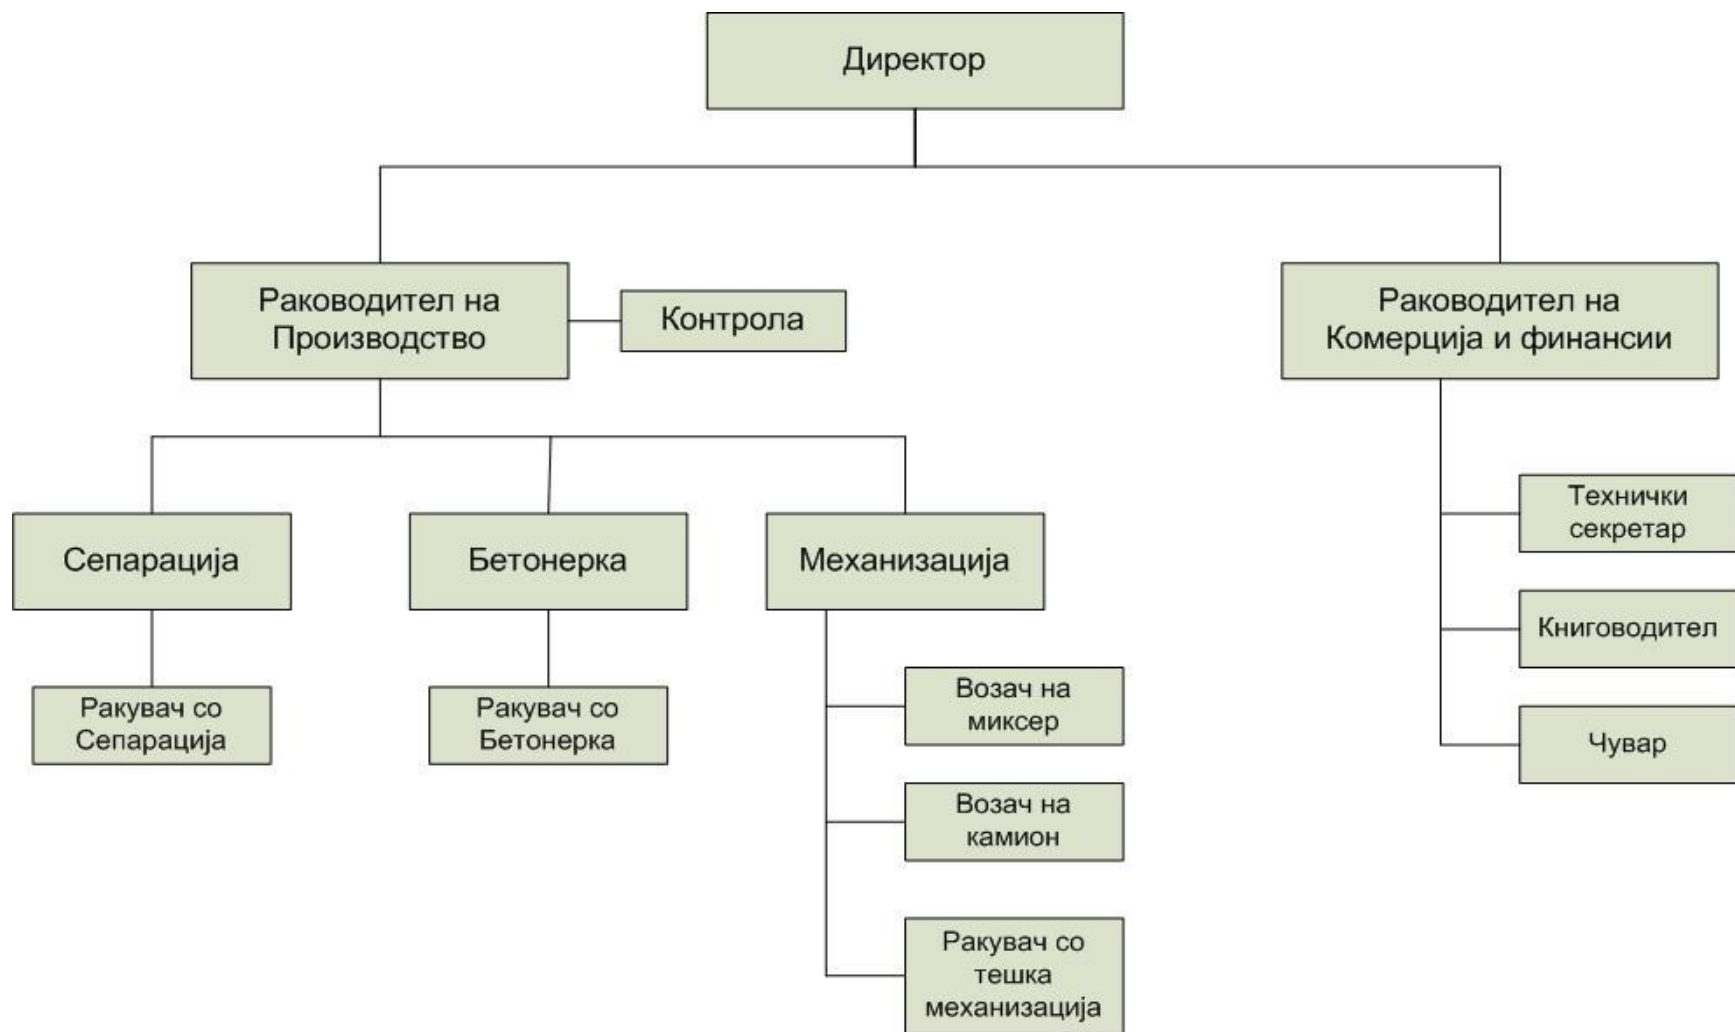 Директор
Раководител на
Производство
Контрола
Раководител на
Комерција и финансии
Сепарација
Бетонерка
Механизација
Технички
секретар
Книговодител
Чувар
Ракувач со
Сепарација
Ракувач со
Бетонерка
Возач на
миксер
Возач на
камион
Ракувач со
тешка
механизација